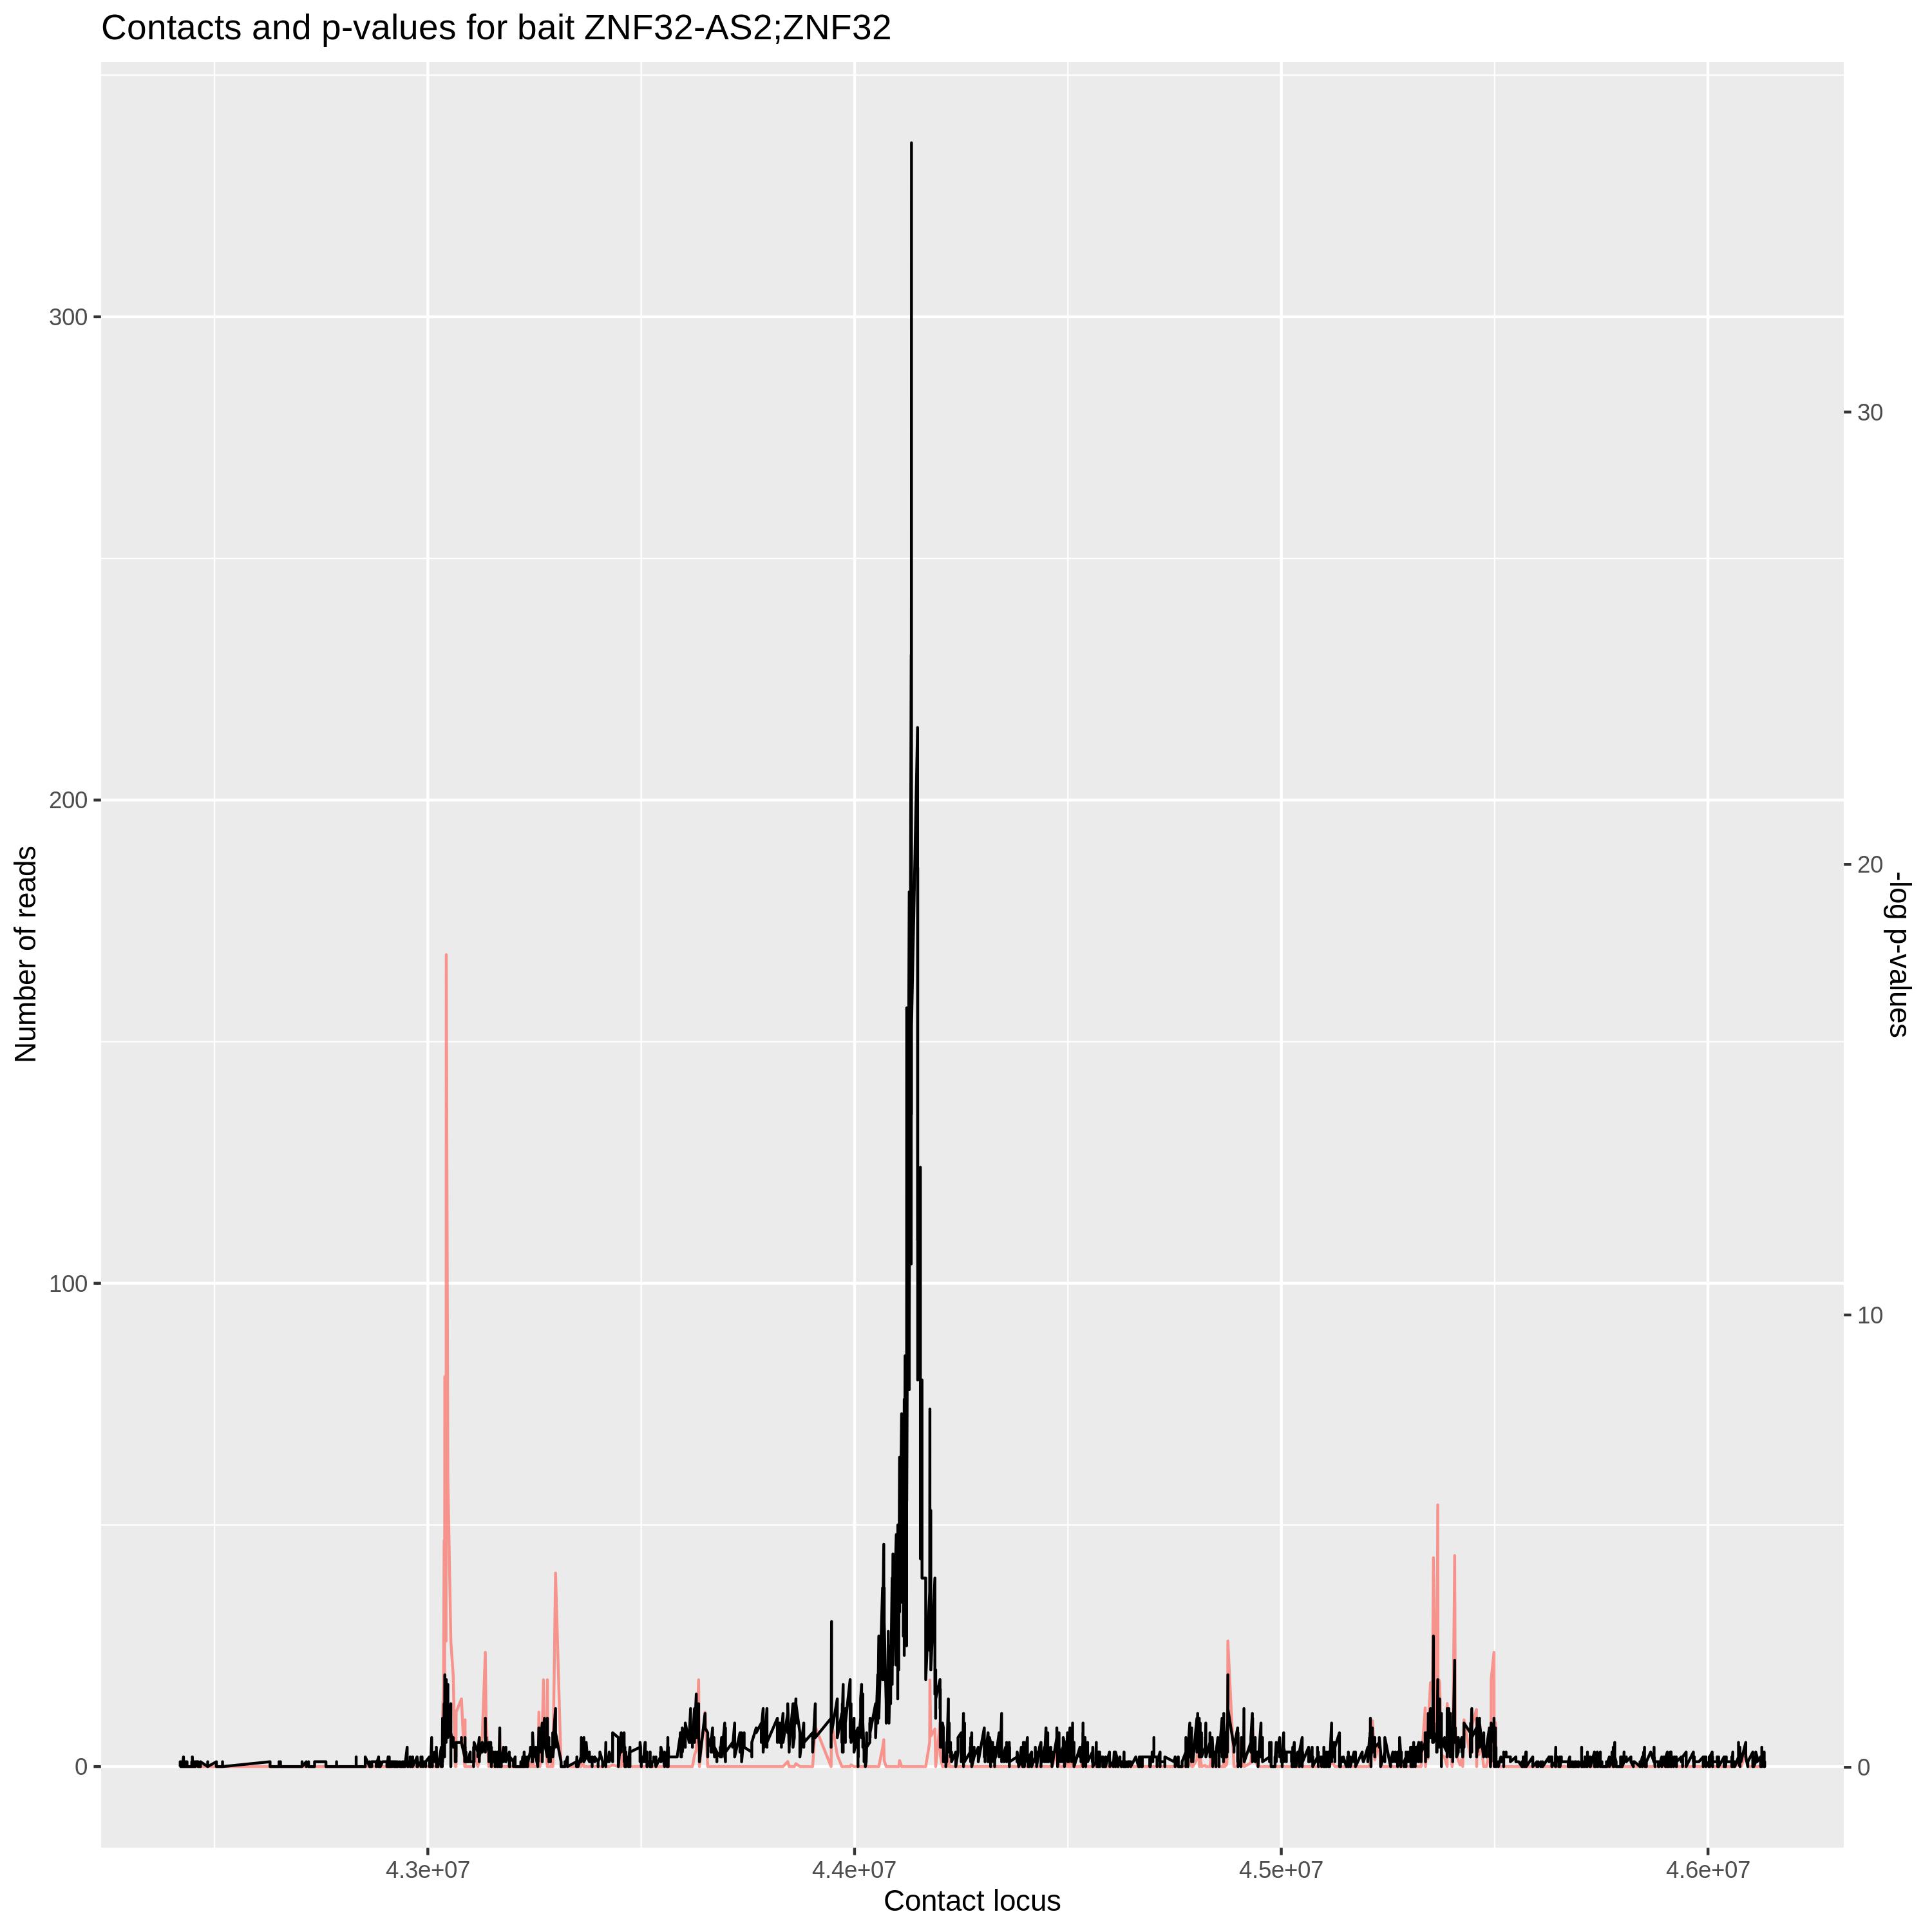 Contacts and p-values for bait ZNF32-AS2;ZNF32
Number of reads
300
200
100
0
30
20
10
0
-log p-values
4.3e+07
4.4e+07
4.5e+07
4.6e+07
Contact locus